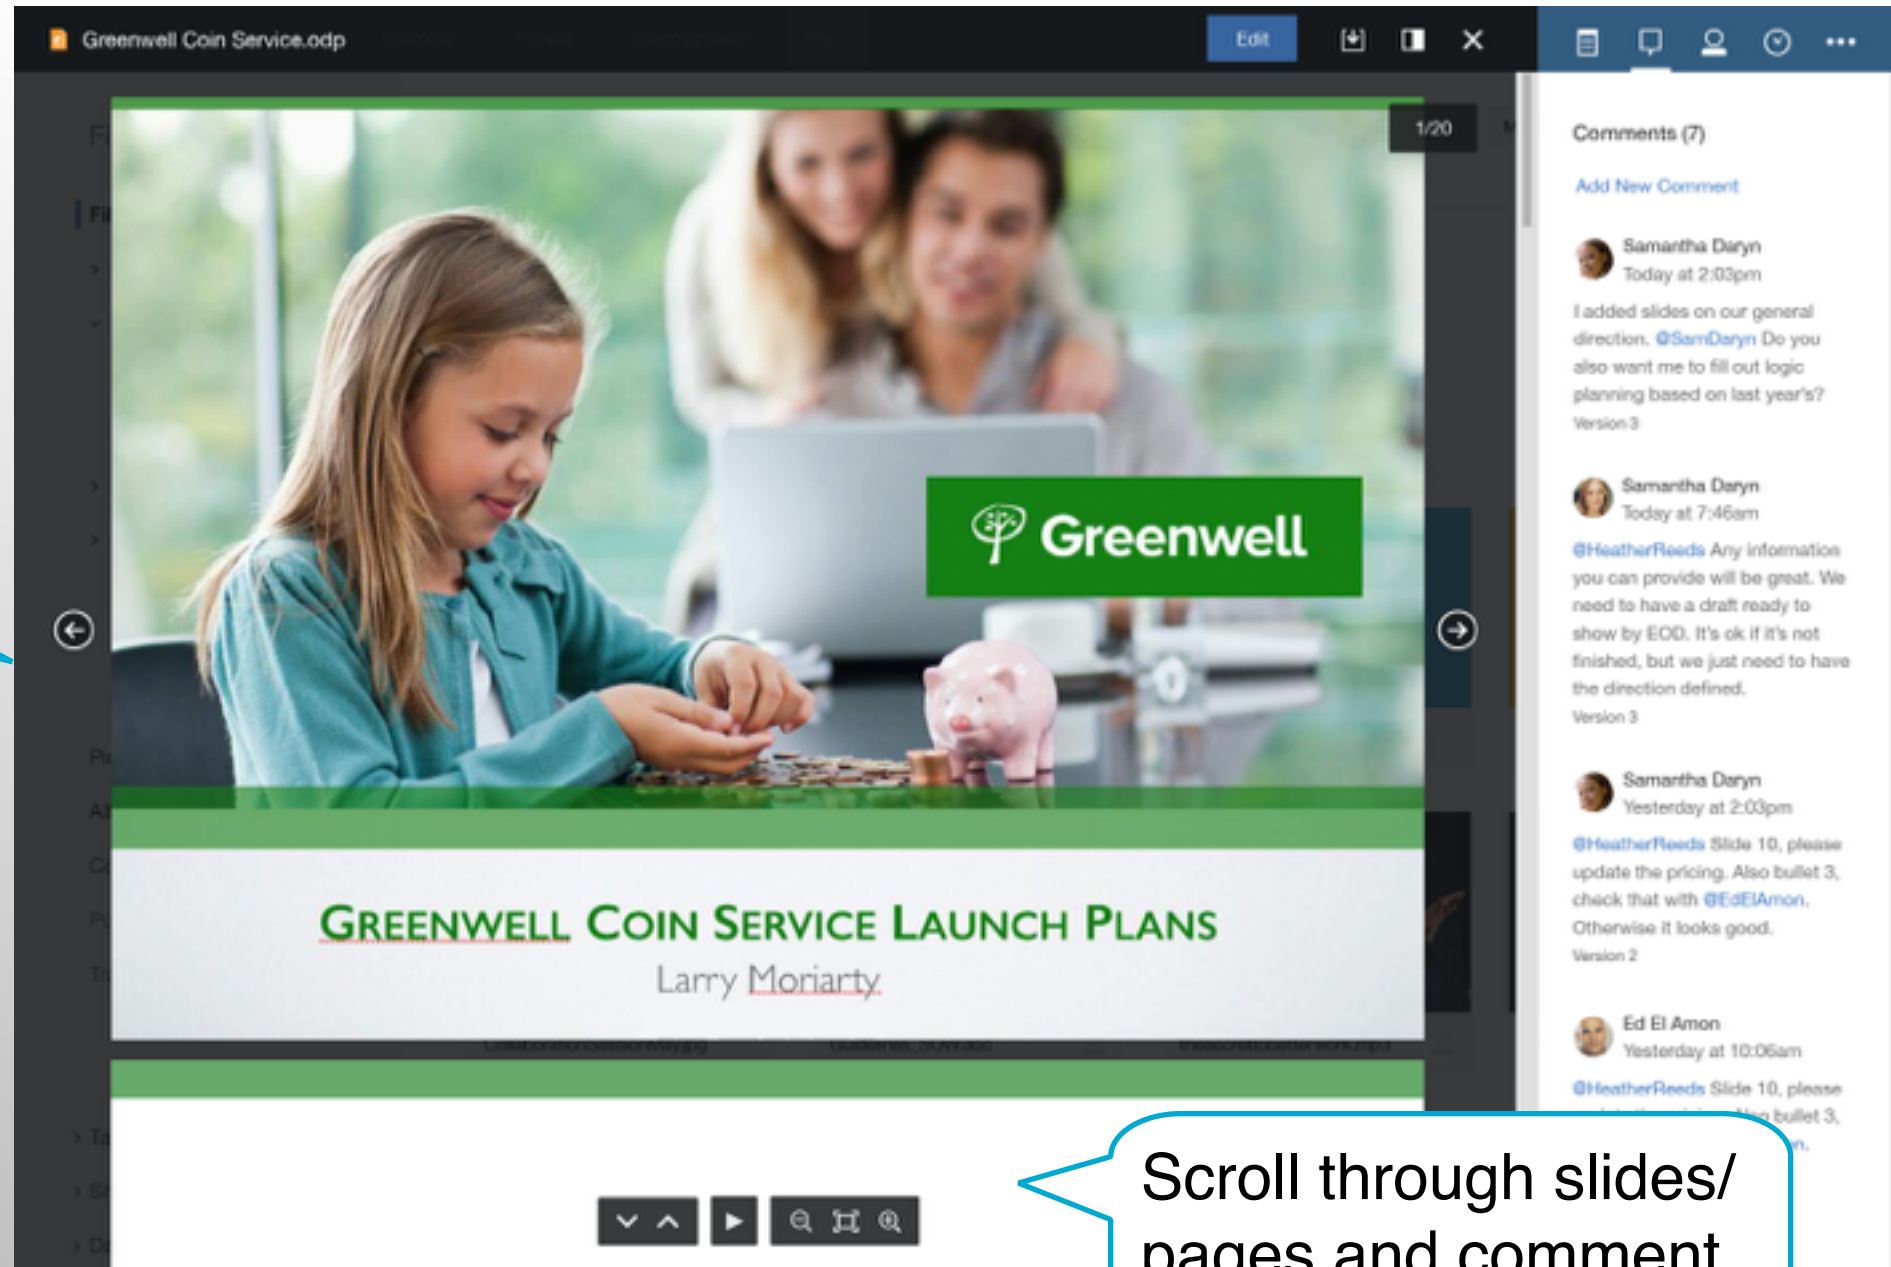 Greenwell Coin Service.odp
Edit
1/20
Greenwell
GREENWELL COIN SERVICE LAUNCH PLANS
Larry Moriarty
Comments (7)
Add New Comment
Samantha Daryn
Today at 2:03pm
I added slides on our general
direction. @SamDaryn Do you
also want me to fill out logic
planning based on last year's?
Version 3
Samantha Daryn
Today at 7:46am
@HeatherReeds Any information
you can provide will be great. We
need to have a draft ready to
show by EOD. It's ok if it's not
finished, but we just need to have
the direction defined.
Version 3
Samantha Daryn
Yesterday at 2:03pm
@HeatherReeds Slide 10, please
update the pricing. Also bullet 3,
check that with @EdElAmon.
Otherwise it looks good.
Version 2
Ed El Amon
Yesterday at 10:06am
@HeatherReeds Slide 10, please
bullet 3,
Scroll through slides/
pages and comment